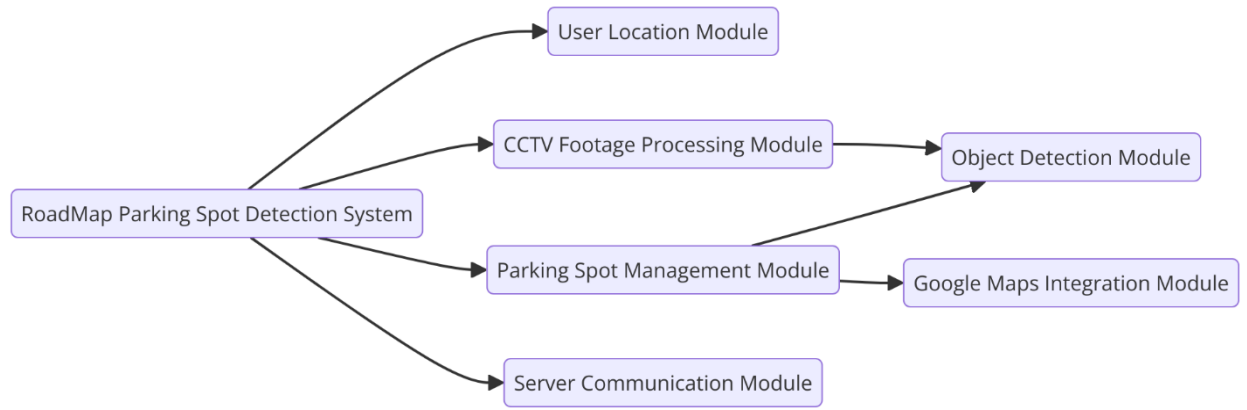 User Location Module
CCTV Footage Processing Module
Object Detection Module
RoadMap Parking Spot Detection System
Parking Spot Management Module
Google Maps Integration Module
Server Communication Module